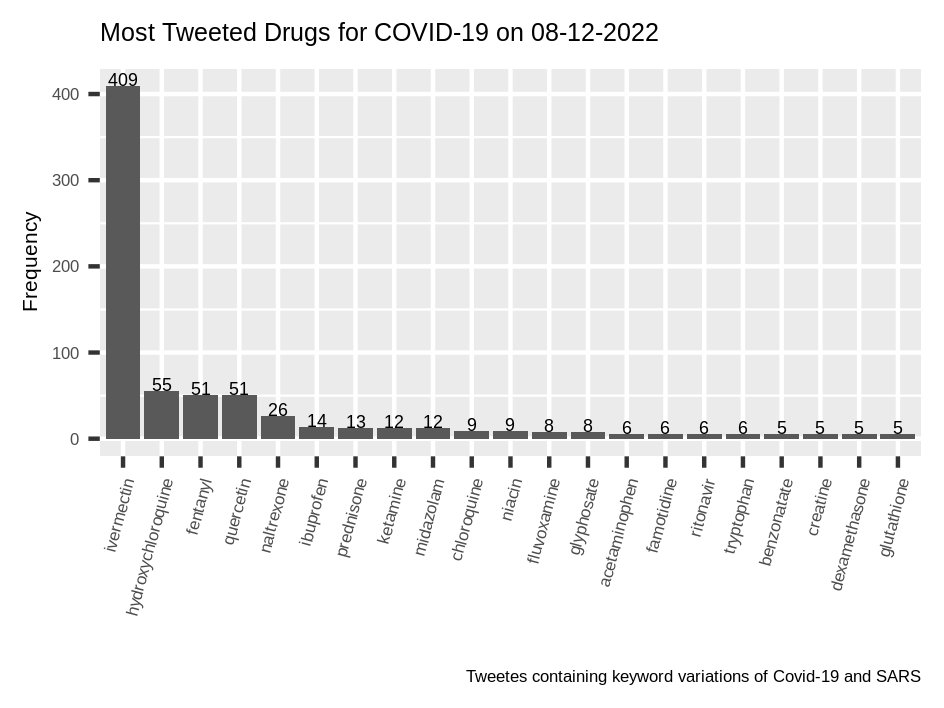 Most Tweeted Drugs for COVID-19 on 08-12-2022
Frequency
400
300
200
100
0
409
55
51
51
26
14
13
12
12
9
9
8
8
6
6
6
6
5
5
5
5
ivermectin
hydroxychloroquine
fentanyl
quercetin
naltrexone
ibuprofen
prednisone
ketamine
midazolam
chloroquine
niacin
fluvoxamine
glyphosate
acetaminophen
famotidine
ritonavir
tryptophan
benzonatate
creatine
dexamethasone
glutathione
Tweetes containing keyword variations of Covid-19 and SARS